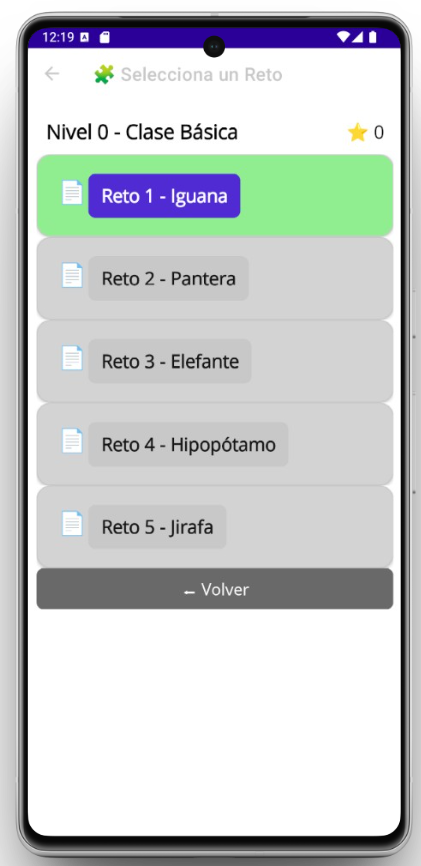 12:19
Selecciona un Reto
Nivel 0 - Clase Básica
0
Reto 1 - Iguana
Reto 2 - Pantera
Reto 3 - Elefante
Reto 4 - Hipopótamo
Reto 5 - Jirafa
← Volver